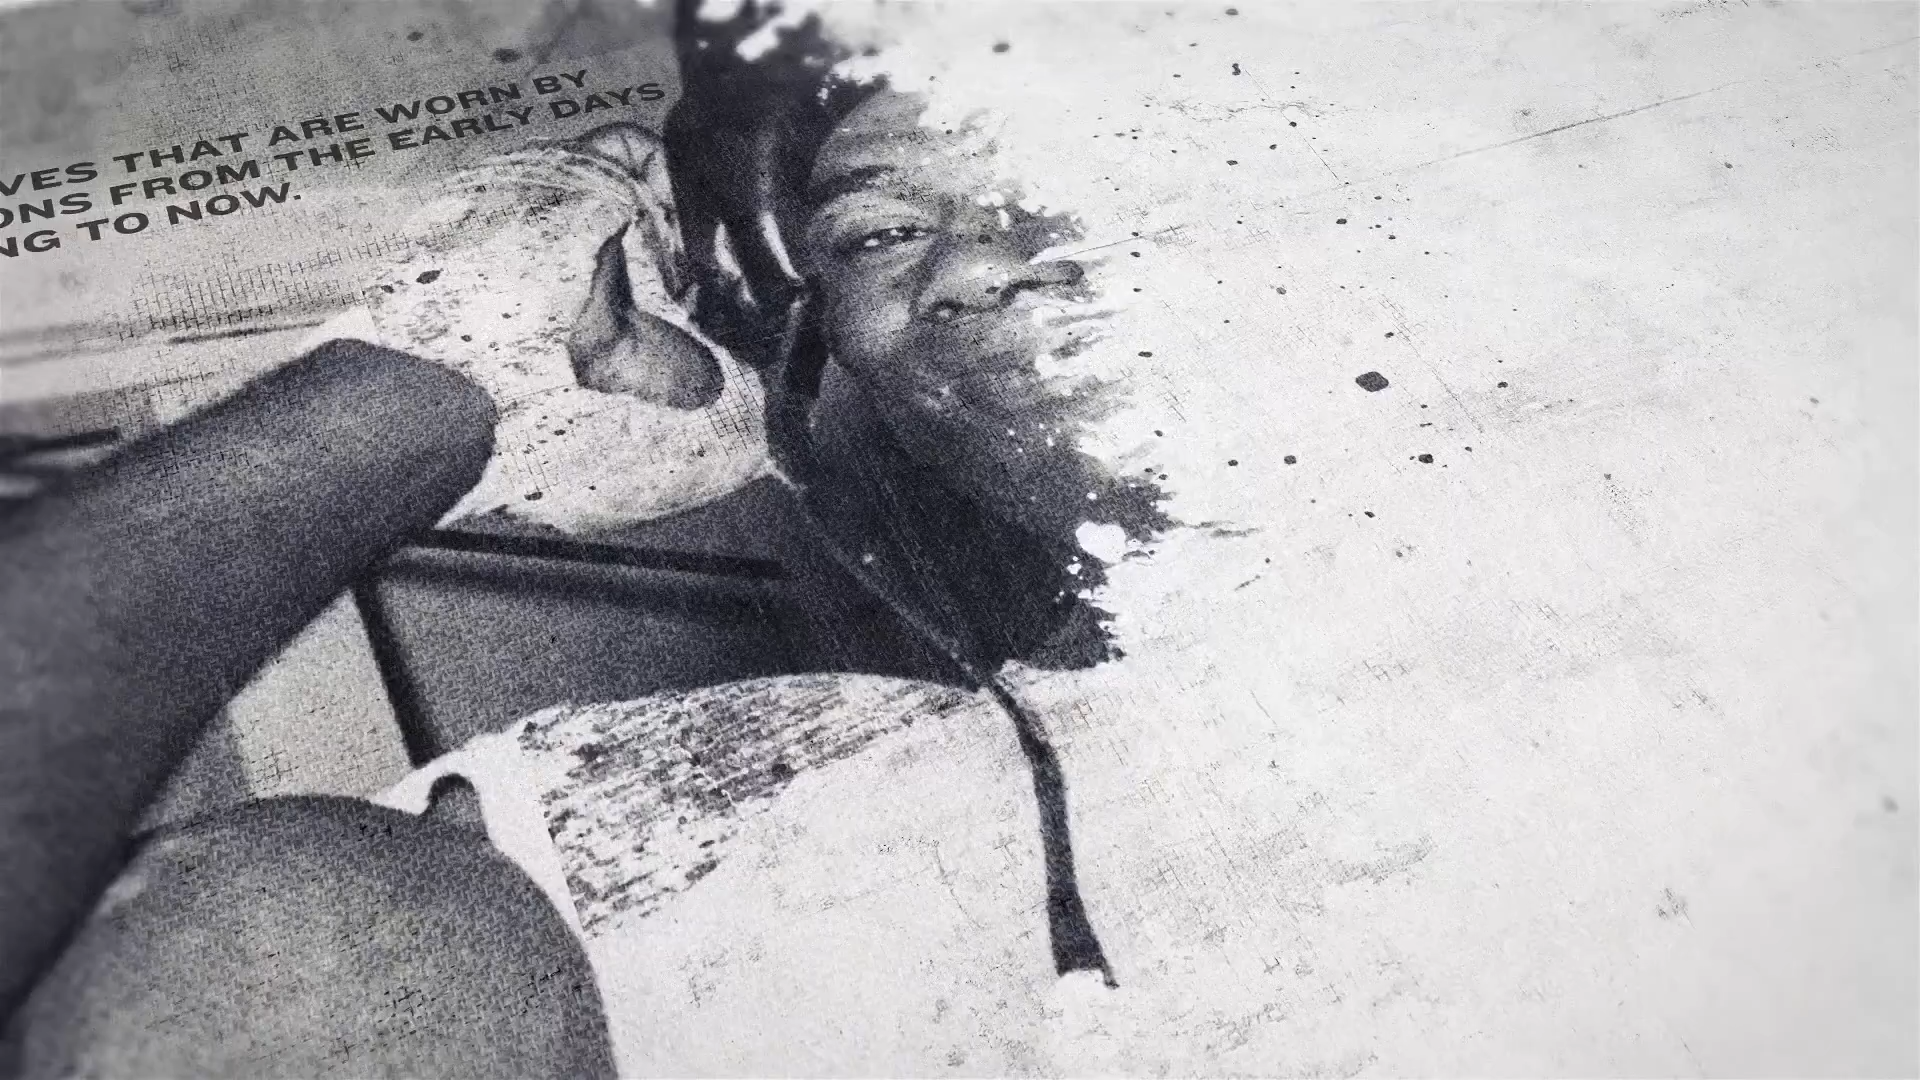 VES THAT ARE WORN BY
ONS FROM THE EARLY DAYS
NG TO NOW.